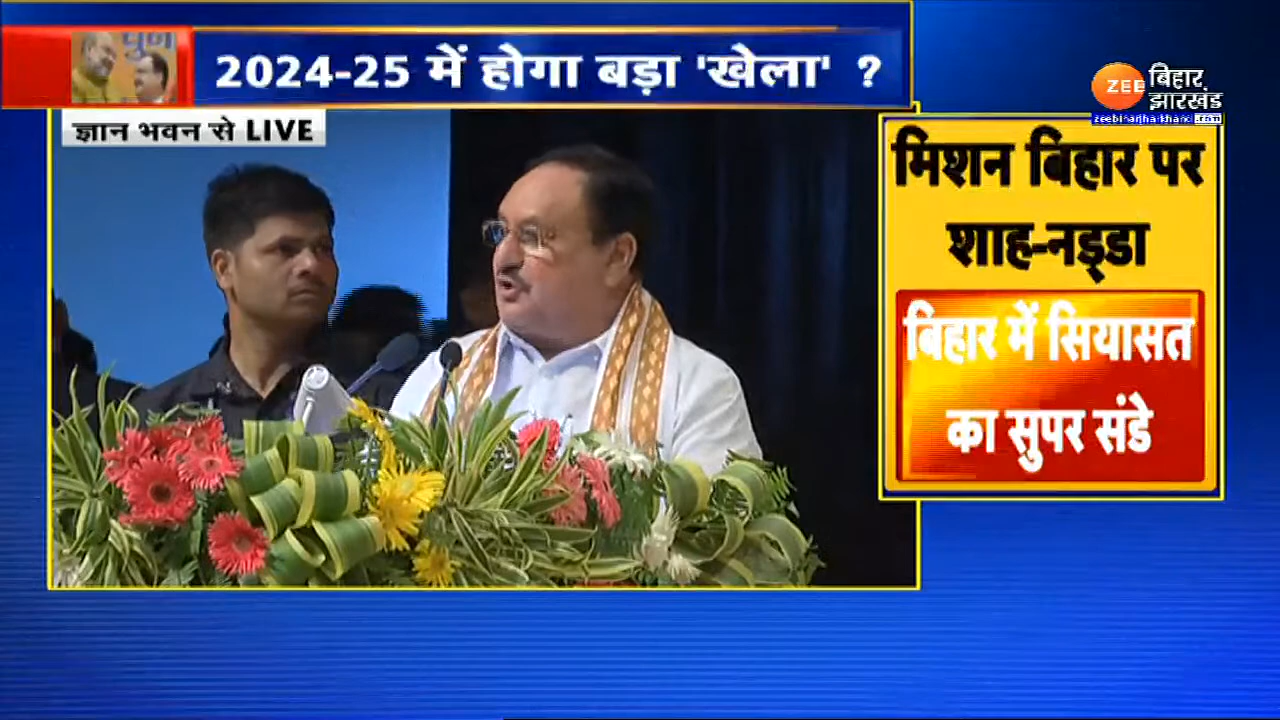 2024-25 में होगा बड़ा 'खेला' ?
ZEE बिहार
झारखंड
zeebiharjharkhand.com
ज्ञान भवन से LIVE
मिशन बिहार पर
शाह-नड्डा
बिहार में सियासत
का सुपर संडे